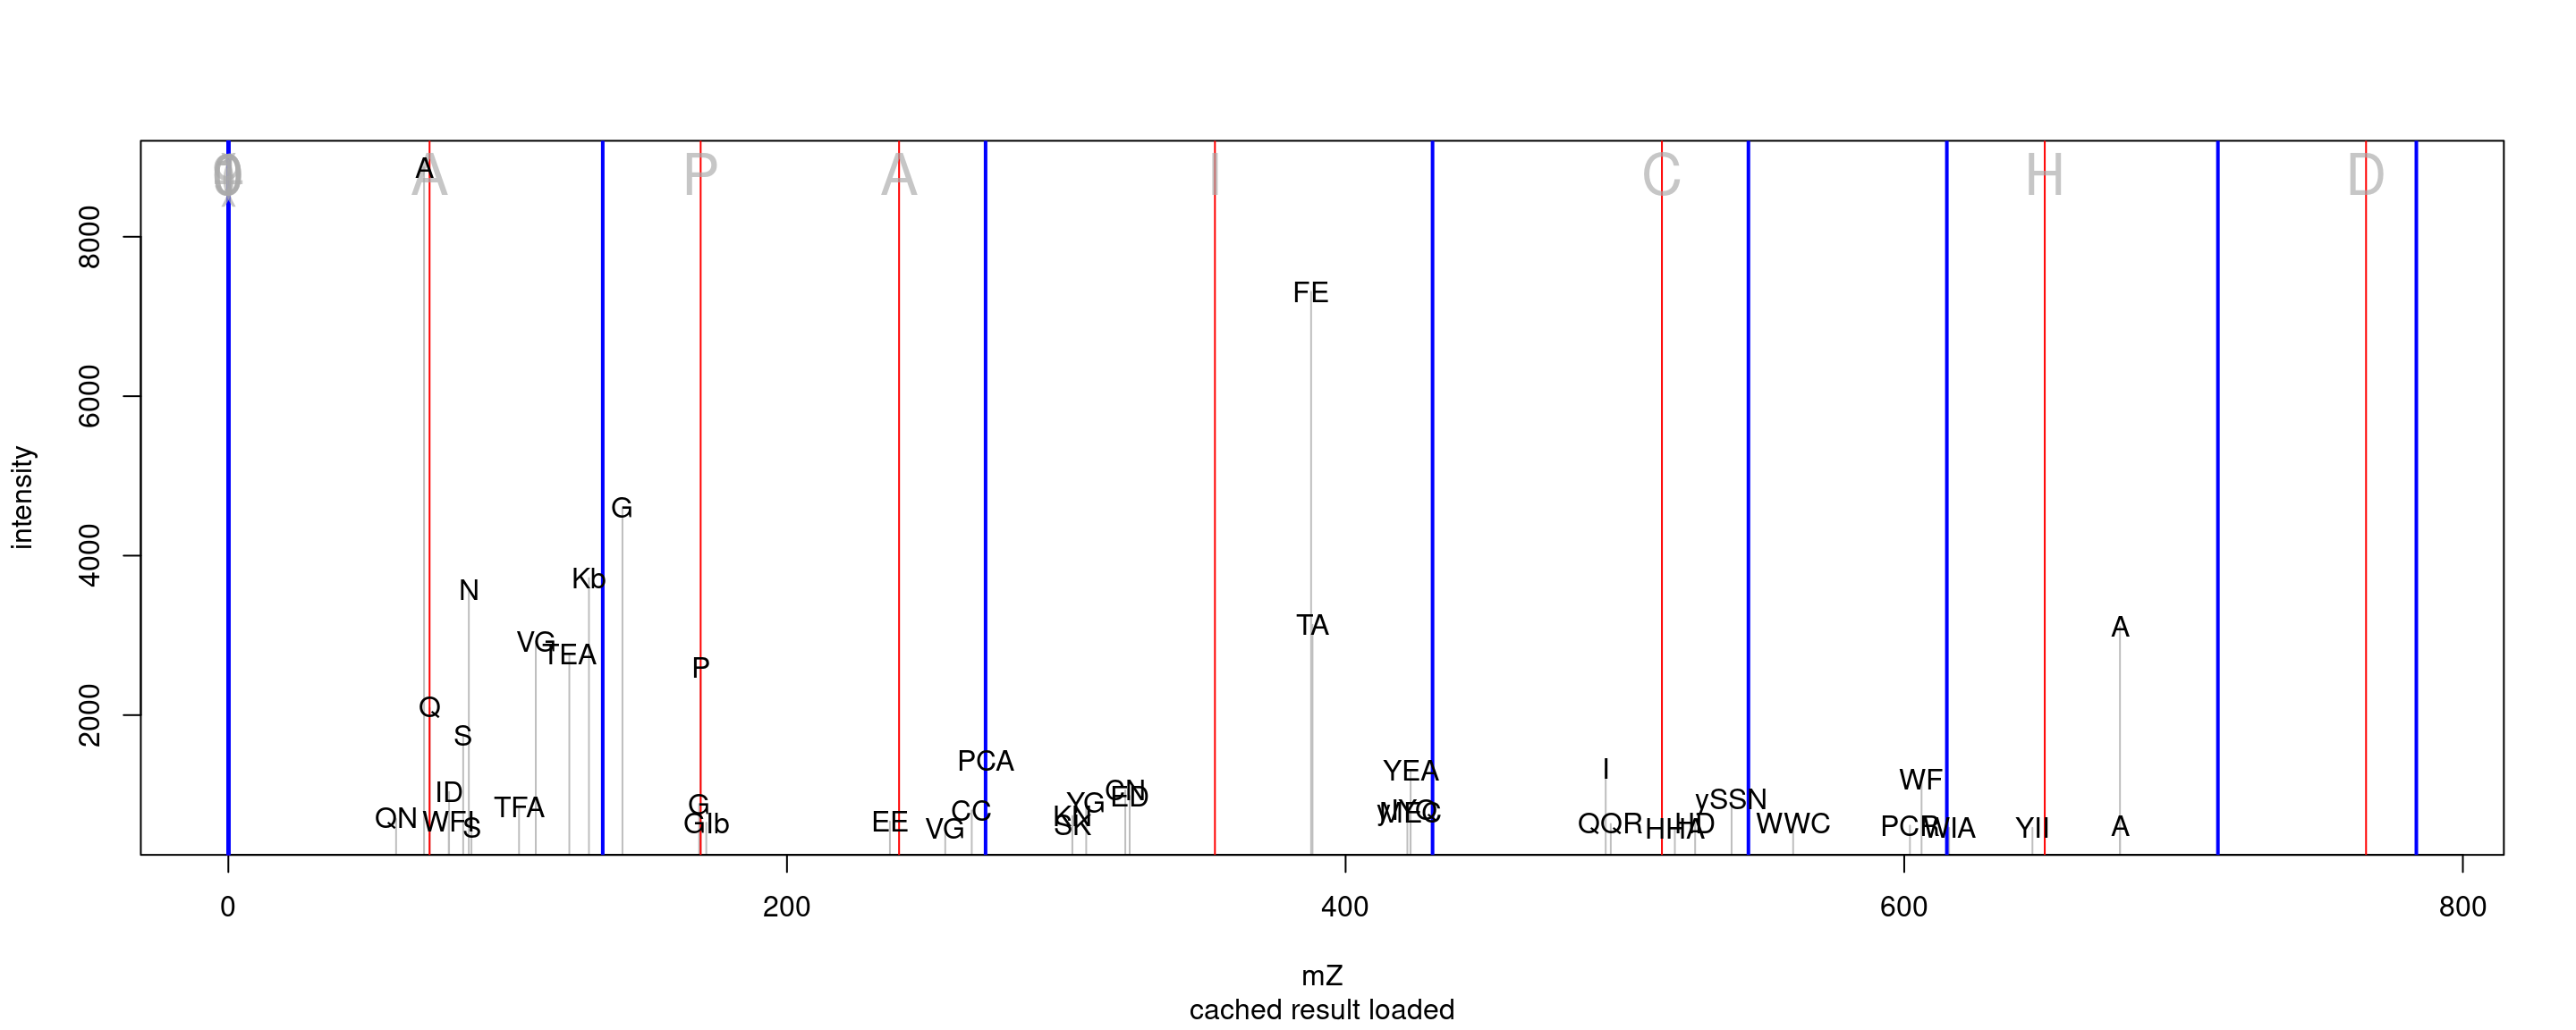 A P A I C H D
A
FE
G
Kb
N
TA
A
VG
TEA
P
Q
S
PCA
YEA
I
WF
ID
CN
ED
ySSN
TFA
G
YG
CC
QN
KN
WFI
S
GIb
EE
VG
SK
QQR
HHA
HD
WWC
PCR
WIA
YII
A
8000
6000
4000
2000
intensity
0 200 400 600 800
mZ
cached result loaded